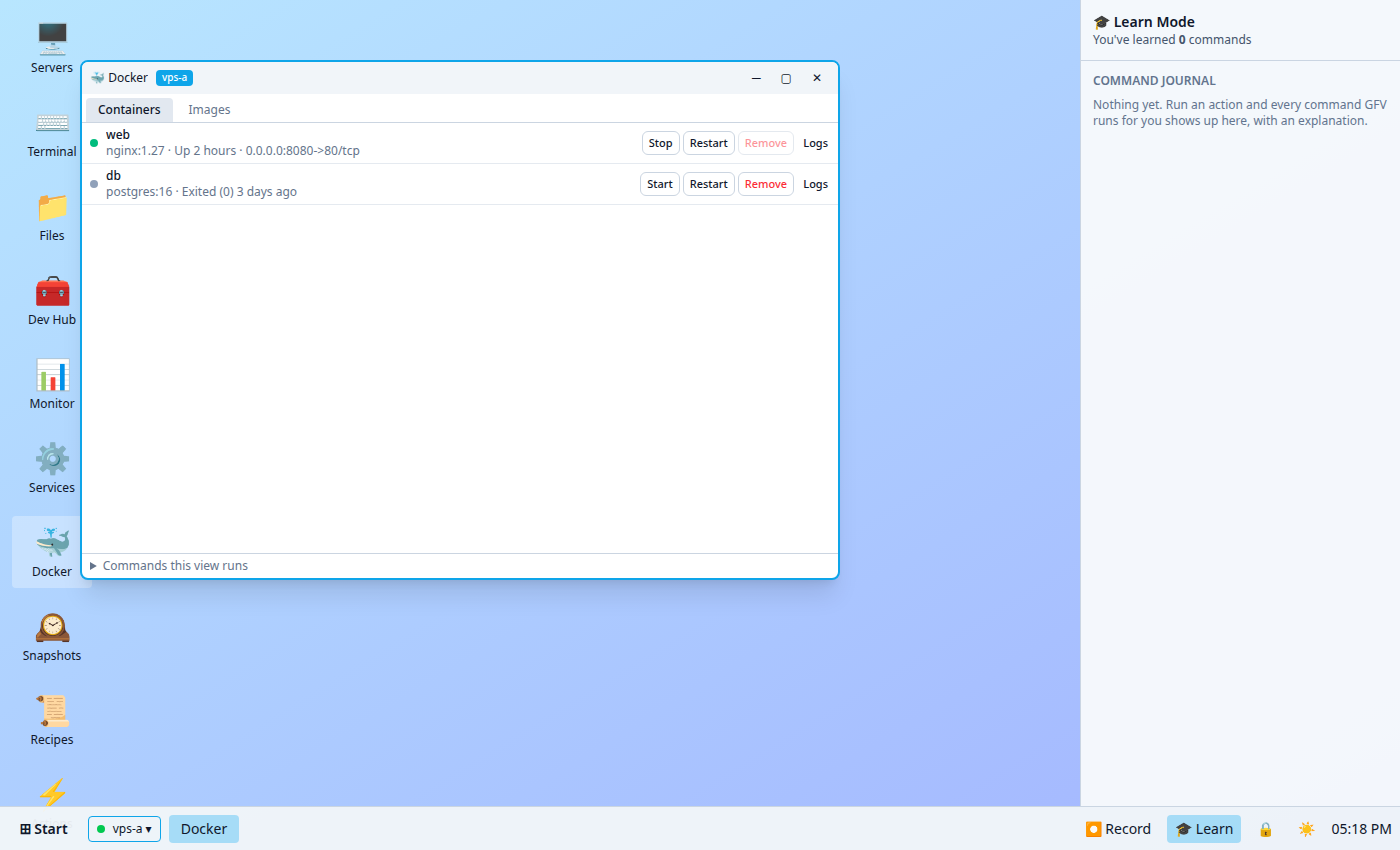 Servers
Terminal
Files
Dev Hub
Monitor
Services
Docker
Snapshots
Recipes
Docker vps-a
Containers Images
web
nginx:1.27 · Up 2 hours · 0.0.0.0:8080->80/tcp
Stop Restart Remove Logs
db
postgres:16 · Exited (0) 3 days ago
Start Restart Remove Logs
Commands this view runs
Learn Mode
You've learned 0 commands
COMMAND JOURNAL
Nothing yet. Run an action and every command GFV
runs for you shows up here, with an explanation.
Start vps-a Docker Record Learn 05:18 PM